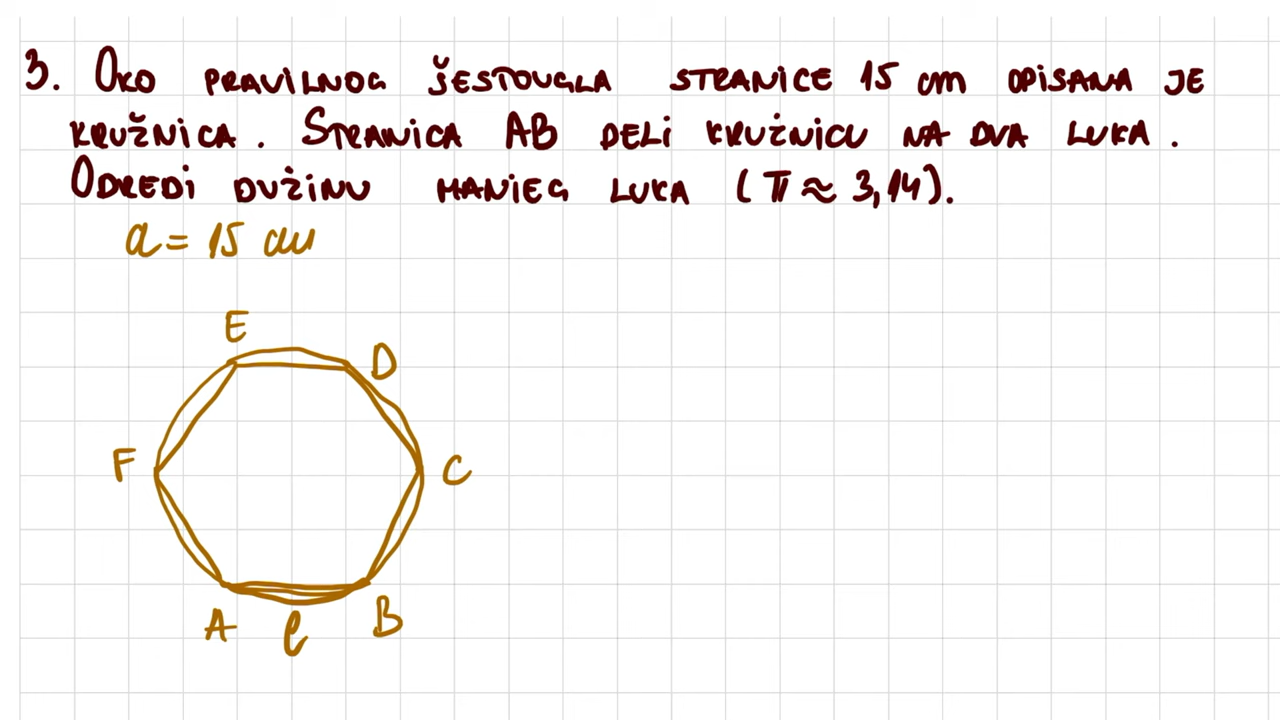 3. OKO PRAVILNOG ŠESTOUGLA STRANICE 15 cm OPISANA JE
KRUŽNICA. STRANICA AB DELI KRUŽNICU NA DVA LUKA.
ODREDI DUŽINU MANJEG LUKA (π ≈ 3,14).
a = 15 cm
E
D
F
C
A
l
B